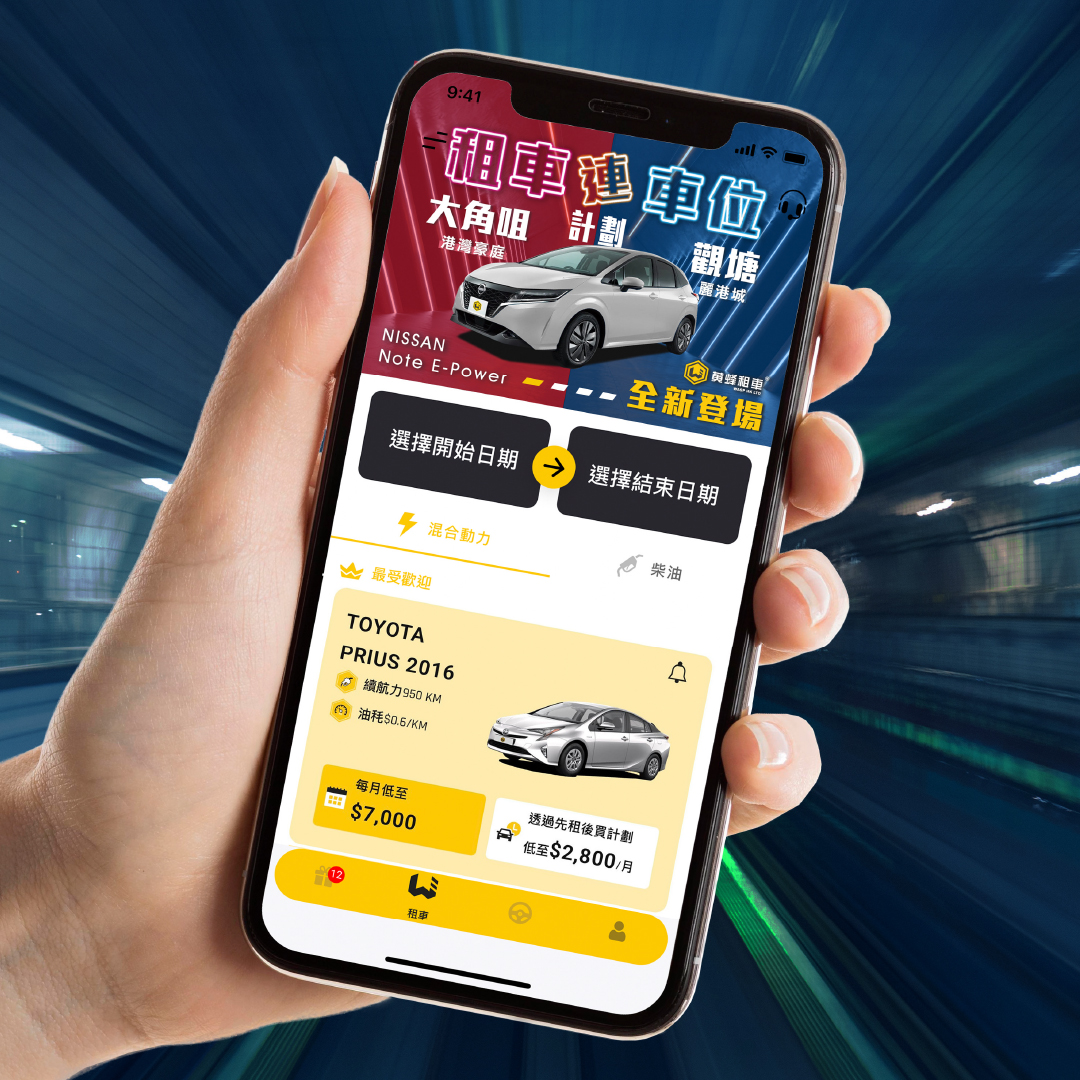 9:41
租車連車位
計劃
大角咀
港灣豪庭
觀塘
麗港城
NISSAN
Note E-Power
黃蜂租車
WASP HK LTD
全新登場
選擇開始日期
選擇結束日期
混合動力
柴油
最受歡迎
TOYOTA
PRIUS 2016
續航力950 KM
油耗$0.6/KM
每月低至
$7,000
透過先租後買計劃
低至$2,800/月
12
租車